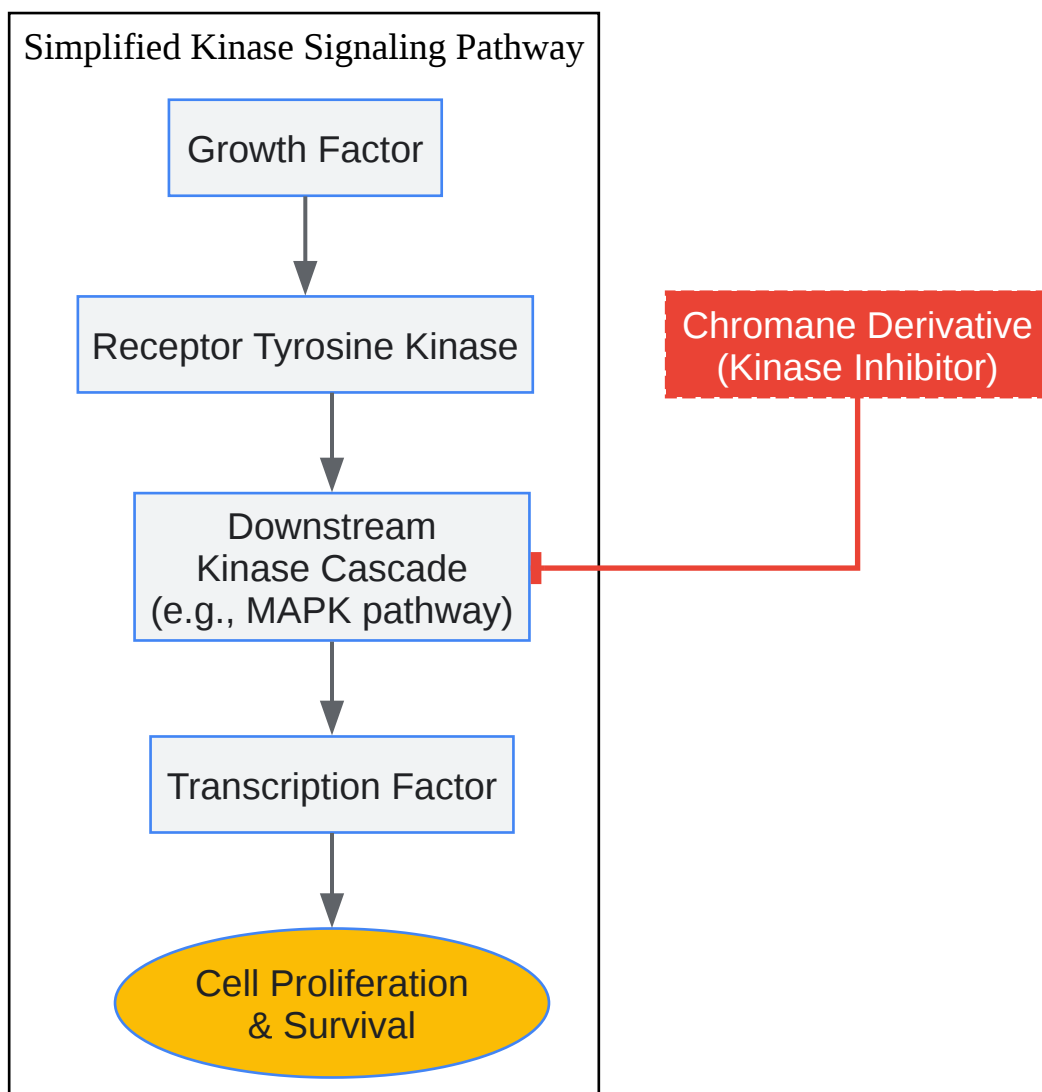 Simplified Kinase Signaling Pathway
Growth Factor
Receptor Tyrosine Kinase
Chromane Derivative
(Kinase Inhibitor)
Downstream
Kinase Cascade
(e.g., MAPK pathway)
Transcription Factor
Cell Proliferation
& Survival